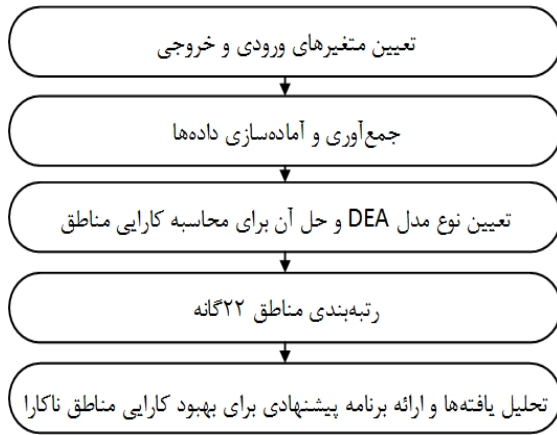 تعیین متغیرهای ورودی و خروجی
جمع‌آوری و آماده‌سازی داده‌ها
تعیین نوع مدل DEA و حل آن برای محاسبه کارایی مناطق
رتبه‌بندی مناطق ۲۲گانه
تحلیل یافته‌ها و ارائه برنامه پیشنهادی برای بهبود کارایی مناطق ناکارا